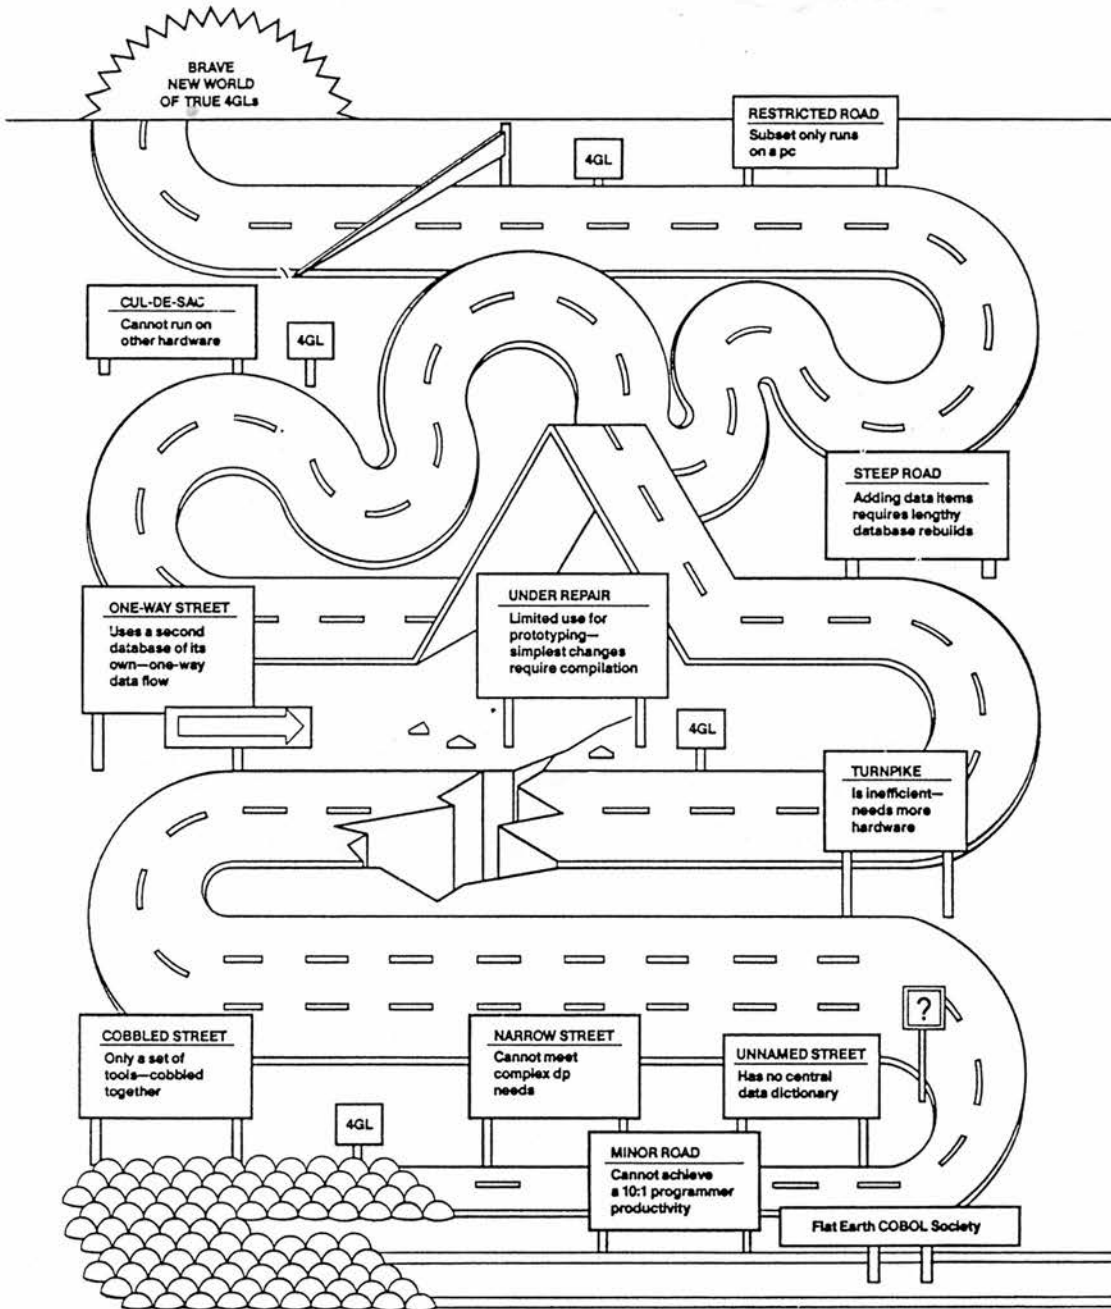 BRAVE
NEW WORLD
OF TRUE 4GLs
RESTRICTED ROAD
Subset only runs
on a pc
4GL
CUL-DE-SAC
Cannot run on
other hardware
4GL
STEEP ROAD
Adding data items
requires lengthy
database rebuilds
ONE-WAY STREET
Uses a second
database of its
own—one-way
data flow
UNDER REPAIR
Limited use for
prototyping—
simplest changes
require compilation
4GL
TURNPIKE
Is inefficient—
needs more
hardware
?
COBBLED STREET
Only a set of
tools—cobbled
together
NARROW STREET
Cannot meet
complex dp
needs
UNNAMED STREET
Has no central
data dictionary
4GL
MINOR ROAD
Cannot achieve
a 10:1 programmer
productivity
Flat Earth COBOL Society